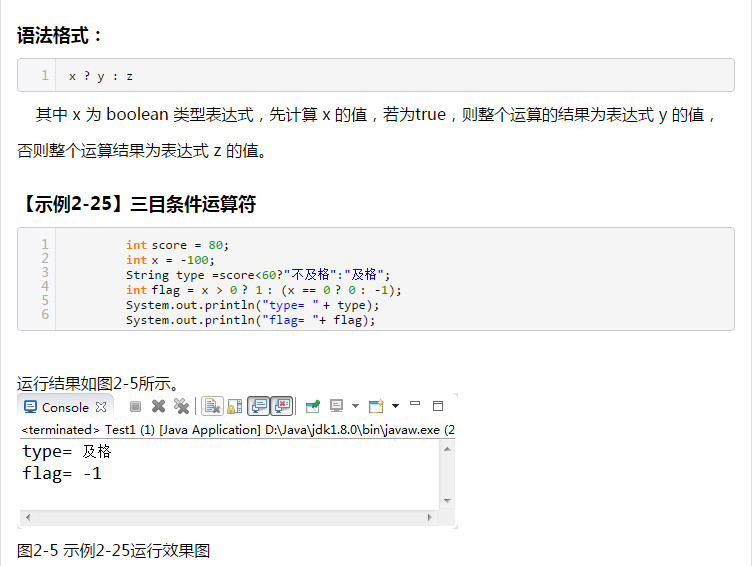 语法格式：
1 x ? y : z
其中 x 为 boolean 类型表达式，先计算 x 的值，若为true，则整个运算的结果为表达式 y 的值，
否则整个运算结果为表达式 z 的值。
【示例2-25】三目条件运算符
1 int score = 80;
2 int x = -100;
3 String type =score<60?"不及格":"及格";
4 int flag = x > 0 ? 1 : (x == 0 ? 0 : -1);
5 System.out.println("type= " + type);
6 System.out.println("flag= "+ flag);
运行结果如图2-5所示。
Console
<terminated> Test1 (1) [Java Application] D:\Java\jdk1.8.0\bin\javaw.exe (2
type= 及格
flag= -1
图2-5 示例2-25运行效果图